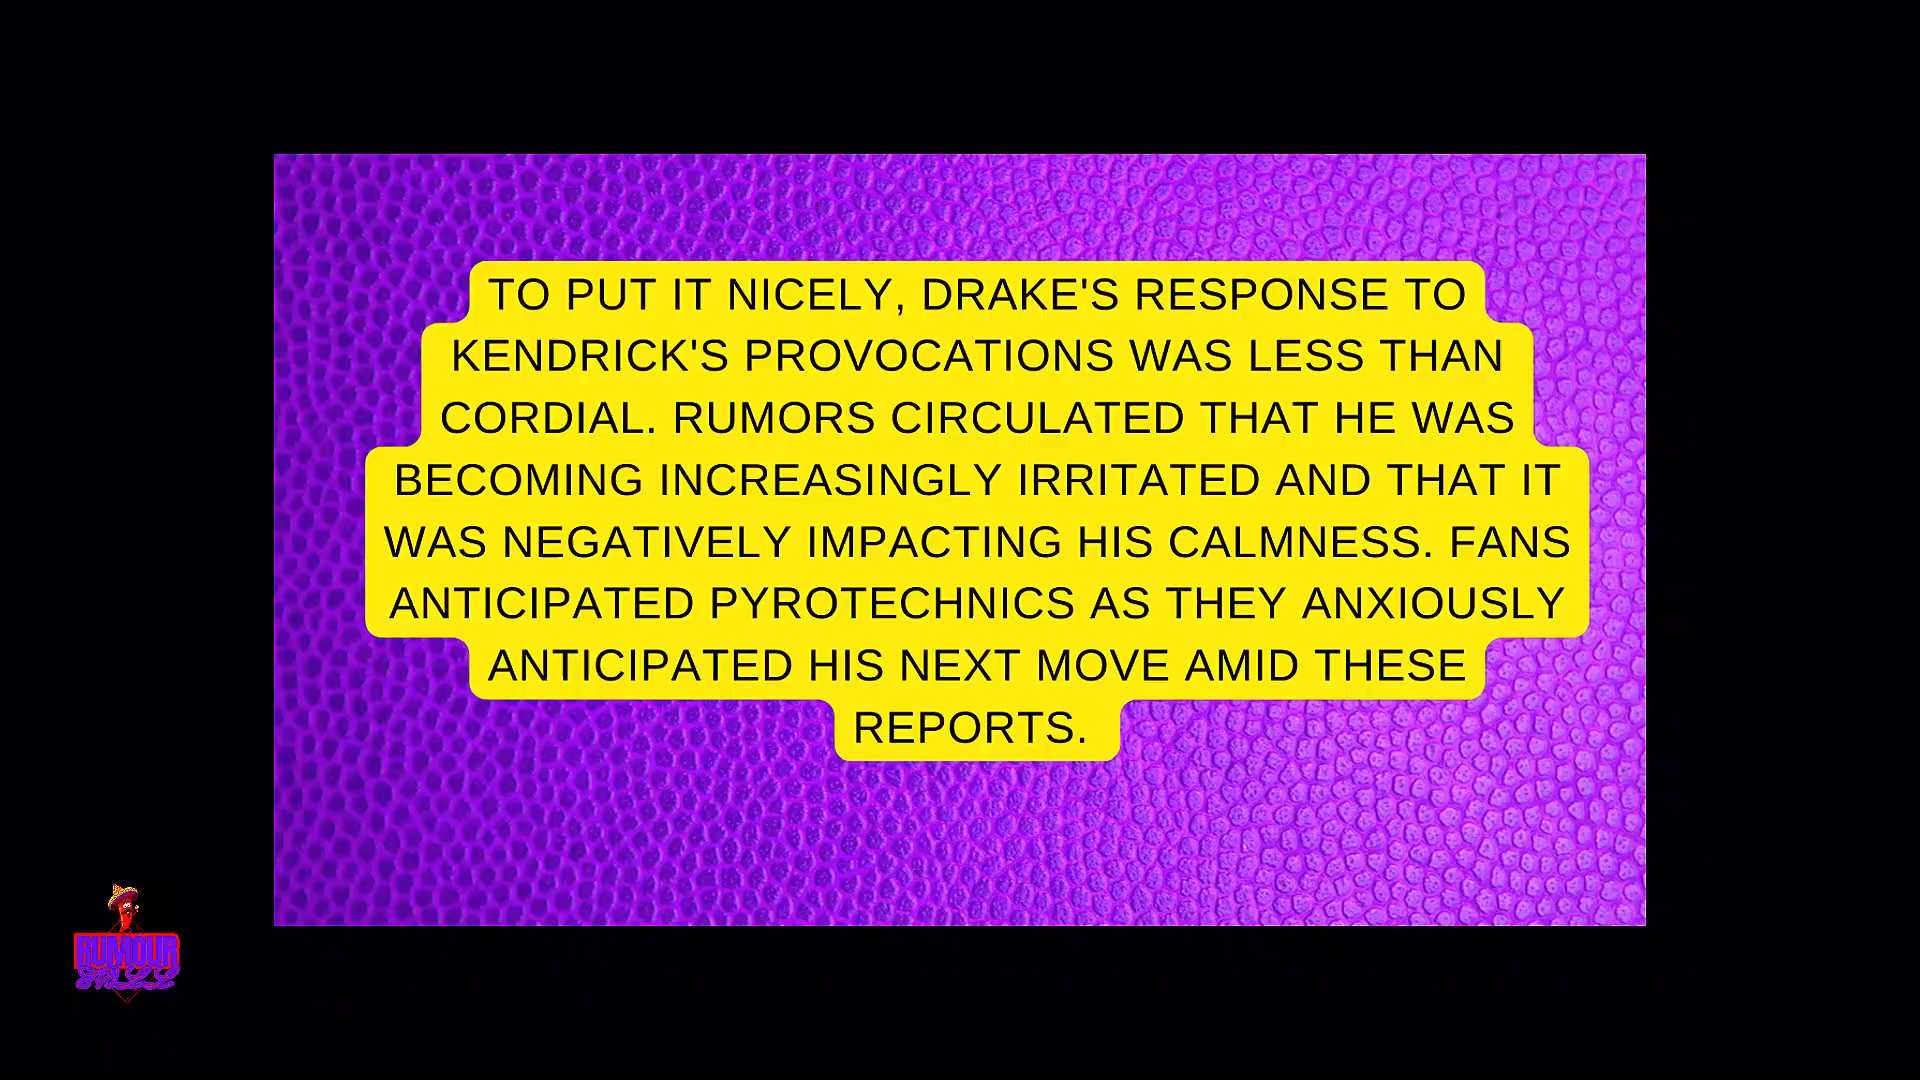 TO PUT IT NICELY, DRAKE'S RESPONSE TO
KENDRICK'S PROVOCATIONS WAS LESS THAN
CORDIAL. RUMORS CIRCULATED THAT HE WAS
BECOMING INCREASINGLY IRRITATED AND THAT IT
WAS NEGATIVELY IMPACTING HIS CALMNESS. FANS
ANTICIPATED PYROTECHNICS AS THEY ANXIOUSLY
ANTICIPATED HIS NEXT MOVE AMID THESE
REPORTS.
RUMOUR